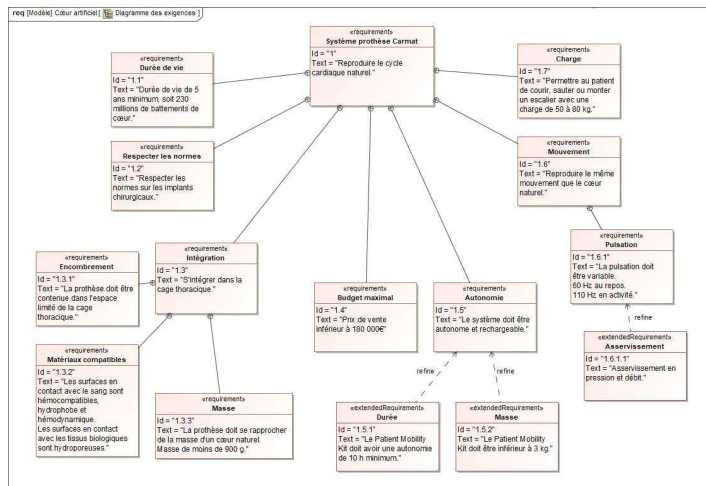 req [Modèle] Cœur artificiel [ Diagramme des exigences ]
«requirement»
Système prothèse Carmat
Id = "1"
Text = "Reproduire le cycle
cardiaque naturel."
«requirement»
Durée de vie
Id = "1.1"
Text = "Durée de vie de 5
ans minimum, soit 230
millions de battements de
cœur."
«requirement»
Charge
Id = "1.7"
Text = "Permettre au patient
de courir, sauter ou monter
un escalier avec une
charge de 50 à 80 kg."
«requirement»
Respecter les normes
Id = "1.2"
Text = "Respecter les
normes sur les implants
chirurgicaux."
«requirement»
Mouvement
Id = "1.6"
Text = "Reproduire le même
mouvement que le cœur
naturel."
«requirement»
Encombrement
Id = "1.3.1"
Text = "La prothèse doit être
contenue dans l'espace
limité de la cage
thoracique."
«requirement»
Intégration
Id = "1.3"
Text = "S'intégrer dans la
cage thoracique."
«requirement»
Budget maximal
Id = "1.4"
Text = "Prix de vente
inférieur à 180 000€"
«requirement»
Autonomie
Id = "1.5"
Text = "Le système doit être
autonome et rechargeable."
«requirement»
Pulsation
Id = "1.6.1"
Text = "La pulsation doit
être variable.
60 Hz au repos.
110 Hz en activité."
refine
«extendedRequirement»
Asservissement
Id = "1.6.1.1"
Text = "Asservissement en
pression et débit."
«requirement»
Matériaux compatibles
Id = "1.3.2"
Text = "Les surfaces en
contact avec le sang sont
hémocompatibles,
hydrophobe et
hémodynamique.
Les surfaces en contact
avec les tissus biologiques
sont hydroporeuses."
«requirement»
Masse
Id = "1.3.3"
Text = "La prothèse doit se rapprocher
de la masse d'un cœur naturel.
Masse de moins de 900 g."
refine
refine
«extendedRequirement»
Durée
Id = "1.5.1"
Text = "Le Patient Mobility
Kit doit avoir une autonomie
de 10 h minimum."
«extendedRequirement»
Masse
Id = "1.5.2"
Text = "Le Patient Mobility
Kit doit être inférieur à 3 kg."